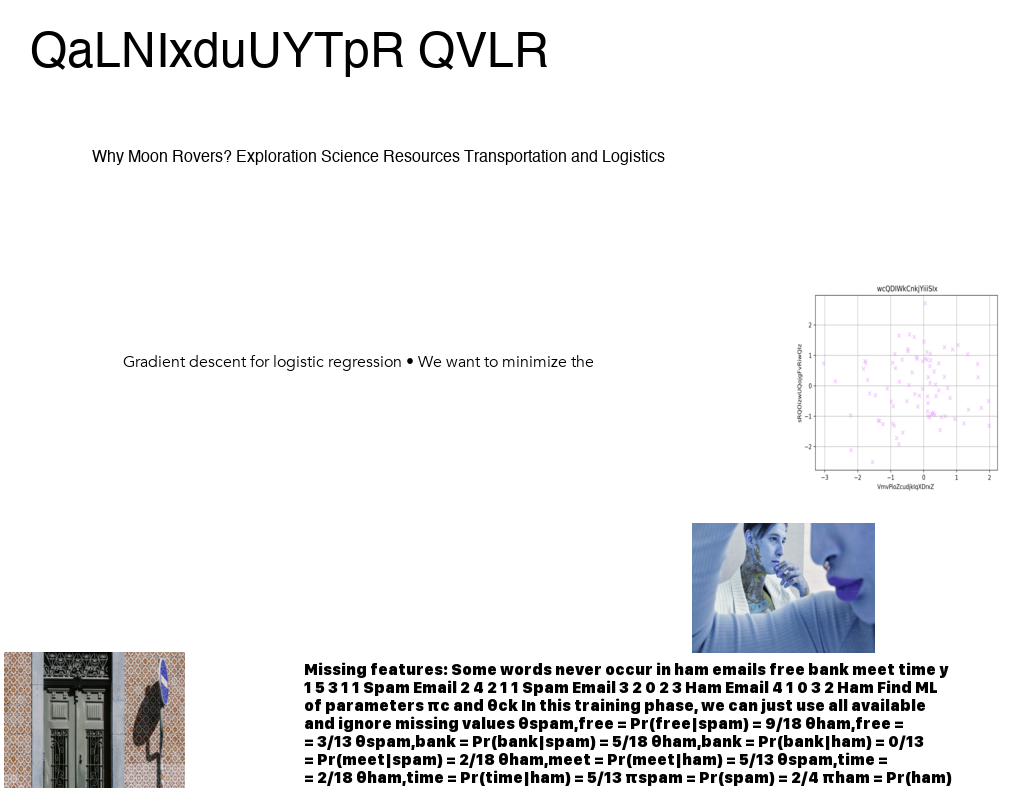 QaLNIxduUYTpR QVLR
Why Moon Rovers? Exploration Science Resources Transportation and Logistics
wcQDIWkCnkjYiiiSIx
2
1
0
−1
−2
−3 −2 −1 0 1 2
Gradient descent for logistic regression • We want to minimize the
Missing features: Some words never occur in ham emails free bank meet time y
1 5 3 1 1 Spam Email 2 4 2 1 1 Spam Email 3 2 0 2 3 Ham Email 4 1 0 3 2 Ham Find ML
of parameters πc and θck In this training phase, we can just use all available
and ignore missing values θspam,free = Pr(free|spam) = 9/18 θham,free =
= 3/13 θspam,bank = Pr(bank|spam) = 5/18 θham,bank = Pr(bank|ham) = 0/13
= Pr(meet|spam) = 2/18 θham,meet = Pr(meet|ham) = 5/13 θspam,time =
= 2/18 θham,time = Pr(time|ham) = 5/13 πspam = Pr(spam) = 2/4 πham = Pr(ham)